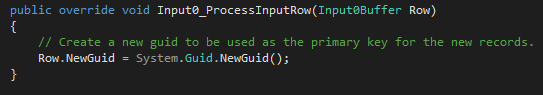 public override void Input0_ProcessInputRow(Input0Buffer Row)
{
// Create a new guid to be used as the primary key for the new records.
Row.NewGuid = System.Guid.NewGuid();
}